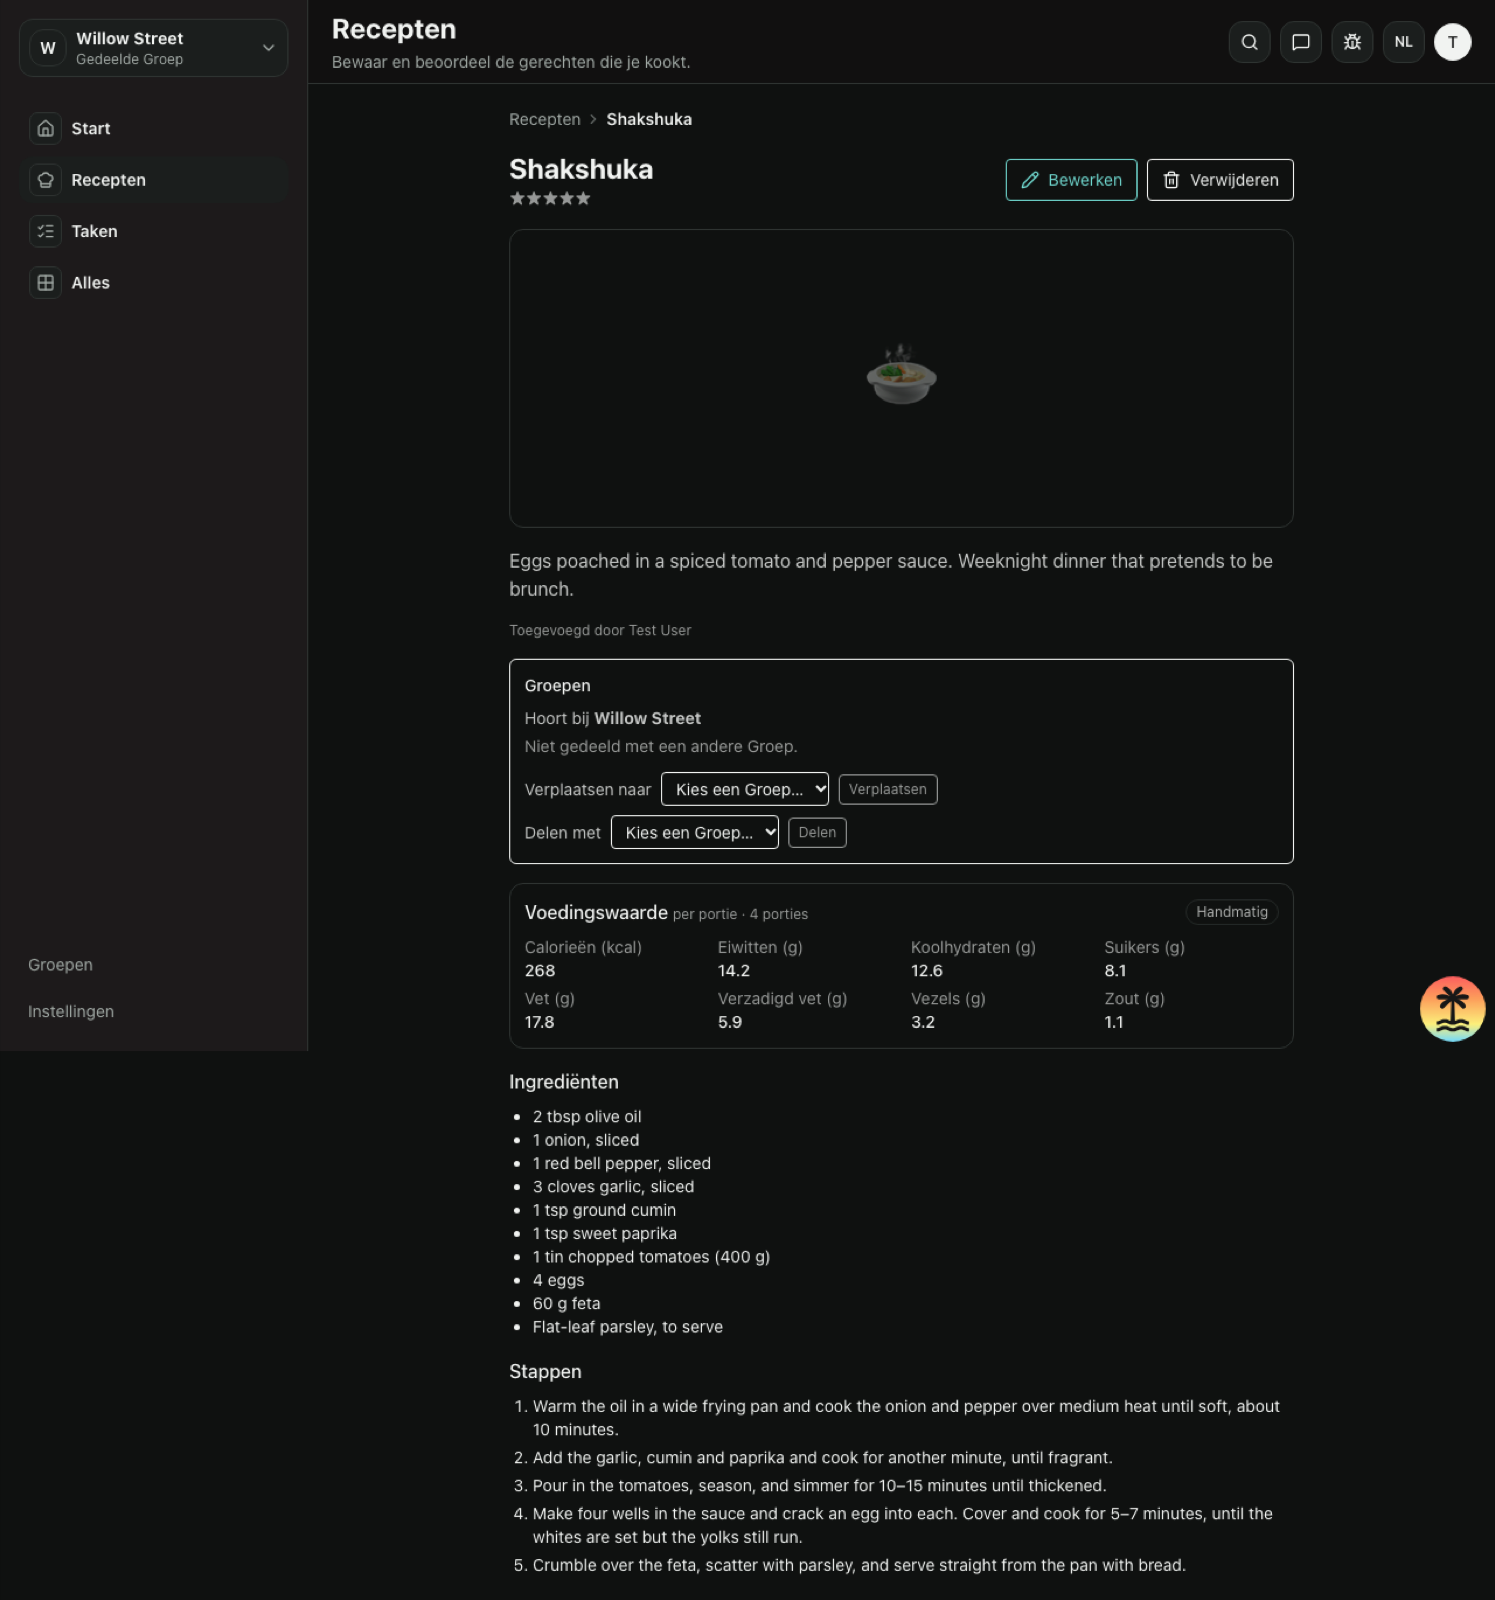 W
Willow Street
Gedeelde Groep
Start
Recepten
Taken
Alles
Groepen
Instellingen
Recepten
Bewaar en beoordeel de gerechten die je kookt.
NL
T
Recepten > Shakshuka
Shakshuka
Bewerken
Verwijderen
Eggs poached in a spiced tomato and pepper sauce. Weeknight dinner that pretends to be
brunch.
Toegevoegd door Test User
Groepen
Hoort bij Willow Street
Niet gedeeld met een andere Groep.
Verplaatsen naar Kies een Groep... Verplaatsen
Delen met Kies een Groep... Delen
Voedingswaarde per portie · 4 porties Handmatig
Calorieën (kcal) Eiwitten (g) Koolhydraten (g) Suikers (g)
268 14.2 12.6 8.1
Vet (g) Verzadigd vet (g) Vezels (g) Zout (g)
17.8 5.9 3.2 1.1
Ingrediënten
• 2 tbsp olive oil
• 1 onion, sliced
• 1 red bell pepper, sliced
• 3 cloves garlic, sliced
• 1 tsp ground cumin
• 1 tsp sweet paprika
• 1 tin chopped tomatoes (400 g)
• 4 eggs
• 60 g feta
• Flat-leaf parsley, to serve
Stappen
1. Warm the oil in a wide frying pan and cook the onion and pepper over medium heat until soft, about
10 minutes.
2. Add the garlic, cumin and paprika and cook for another minute, until fragrant.
3. Pour in the tomatoes, season, and simmer for 10–15 minutes until thickened.
4. Make four wells in the sauce and crack an egg into each. Cover and cook for 5–7 minutes, until the
whites are set but the yolks still run.
5. Crumble over the feta, scatter with parsley, and serve straight from the pan with bread.